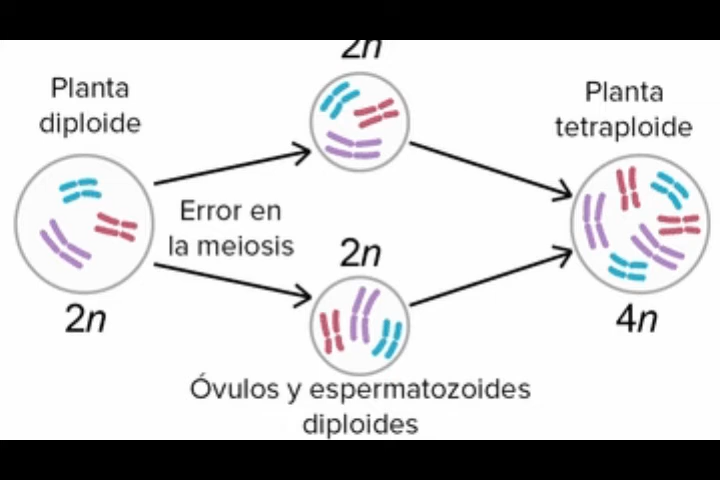 2n
Planta
diploide
Planta
tetraploide
Error en
la meiosis
2n
2n
4n
Óvulos y espermatozoides
diploides